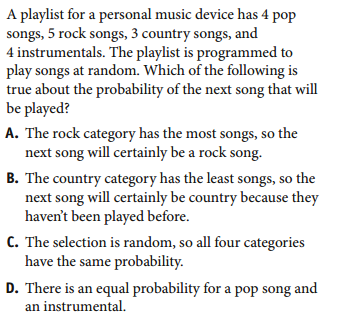 A playlist for a personal music device has 4 pop
songs, 5 rock songs, 3 country songs, and
4 instrumentals. The playlist is programmed to
play songs at random. Which of the following is
true about the probability of the next song that will
be played?
A. The rock category has the most songs, so the
next song will certainly be a rock song.
B. The country category has the least songs, so the
next song will certainly be country because they
haven’t been played before.
C. The selection is random, so all four categories
have the same probability.
D. There is an equal probability for a pop song and
an instrumental.